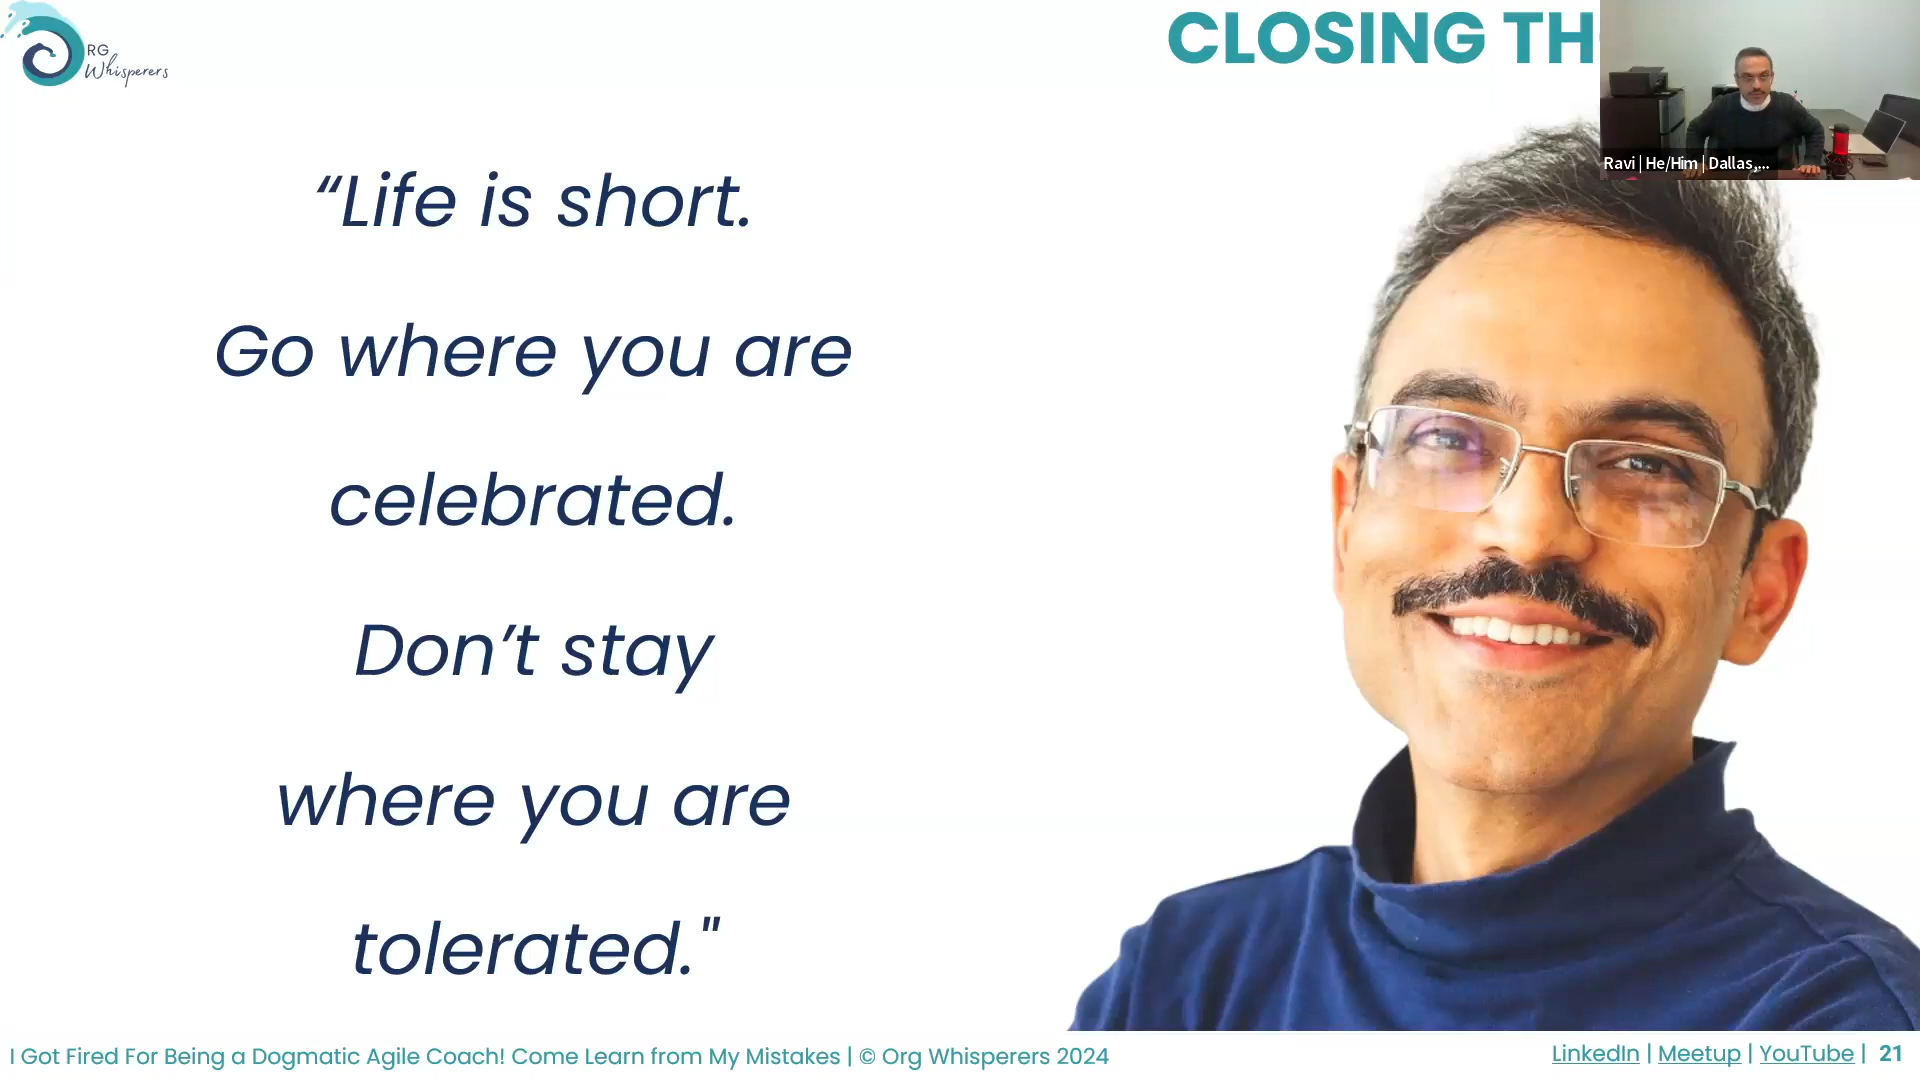 ORG
Whisperers
CLOSING TH
Ravi | He/Him | Dallas,...
“Life is short.
Go where you are
celebrated.
Don’t stay
where you are
tolerated."
I Got Fired For Being a Dogmatic Agile Coach! Come Learn from My Mistakes | © Org Whisperers 2024
LinkedIn | Meetup | YouTube | 21